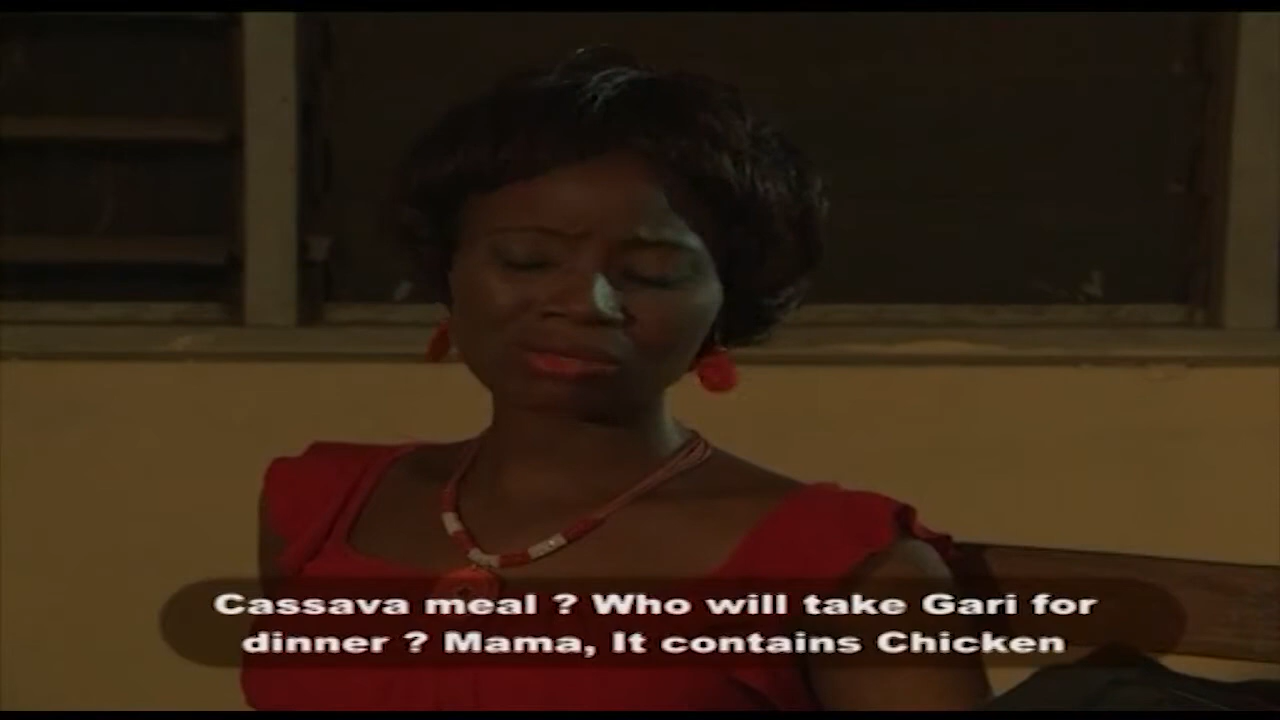 Cassava meal ? Who will take Gari for
dinner ? Mama, It contains Chicken